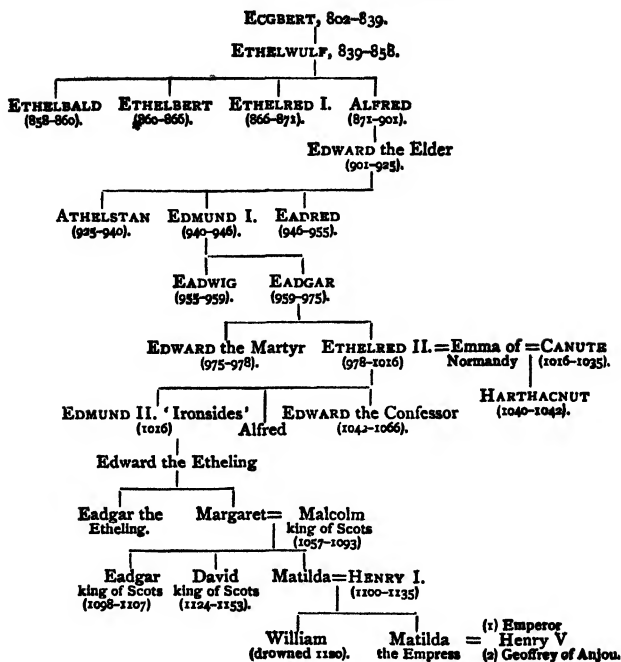 ECGBERT, 802–839.
ETHELWULF, 839–858.
ETHELBALD ETHELBERT ETHELRED I. ALFRED
(858–860). (860–866). (866–871). (871–901).
EDWARD the Elder
(901–925).
ATHELSTAN EDMUND I. EADRED
(925–940). (940–946). (946–955).
EADWIG EADGAR
(955–959). (959–975).
EDWARD the Martyr ETHELRED II.=Emma of=CANUTE
(975–978). (978–1016) Normandy (1016–1035).
HARTHACNUT
(1040–1042).
EDMUND II. 'Ironsides' EDWARD the Confessor
(1016) Alfred (1042–1066).
Edward the Etheling
Eadgar the Margaret= Malcolm
Etheling. king of Scots
(1057–1093)
Eadgar David Matilda=HENRY I.
king of Scots king of Scots (1100–1135)
(1098–1107) (1124–1153).
(1) Emperor
William Matilda = Henry V
(drowned 1120). the Empress (2) Geoffrey of Anjou.